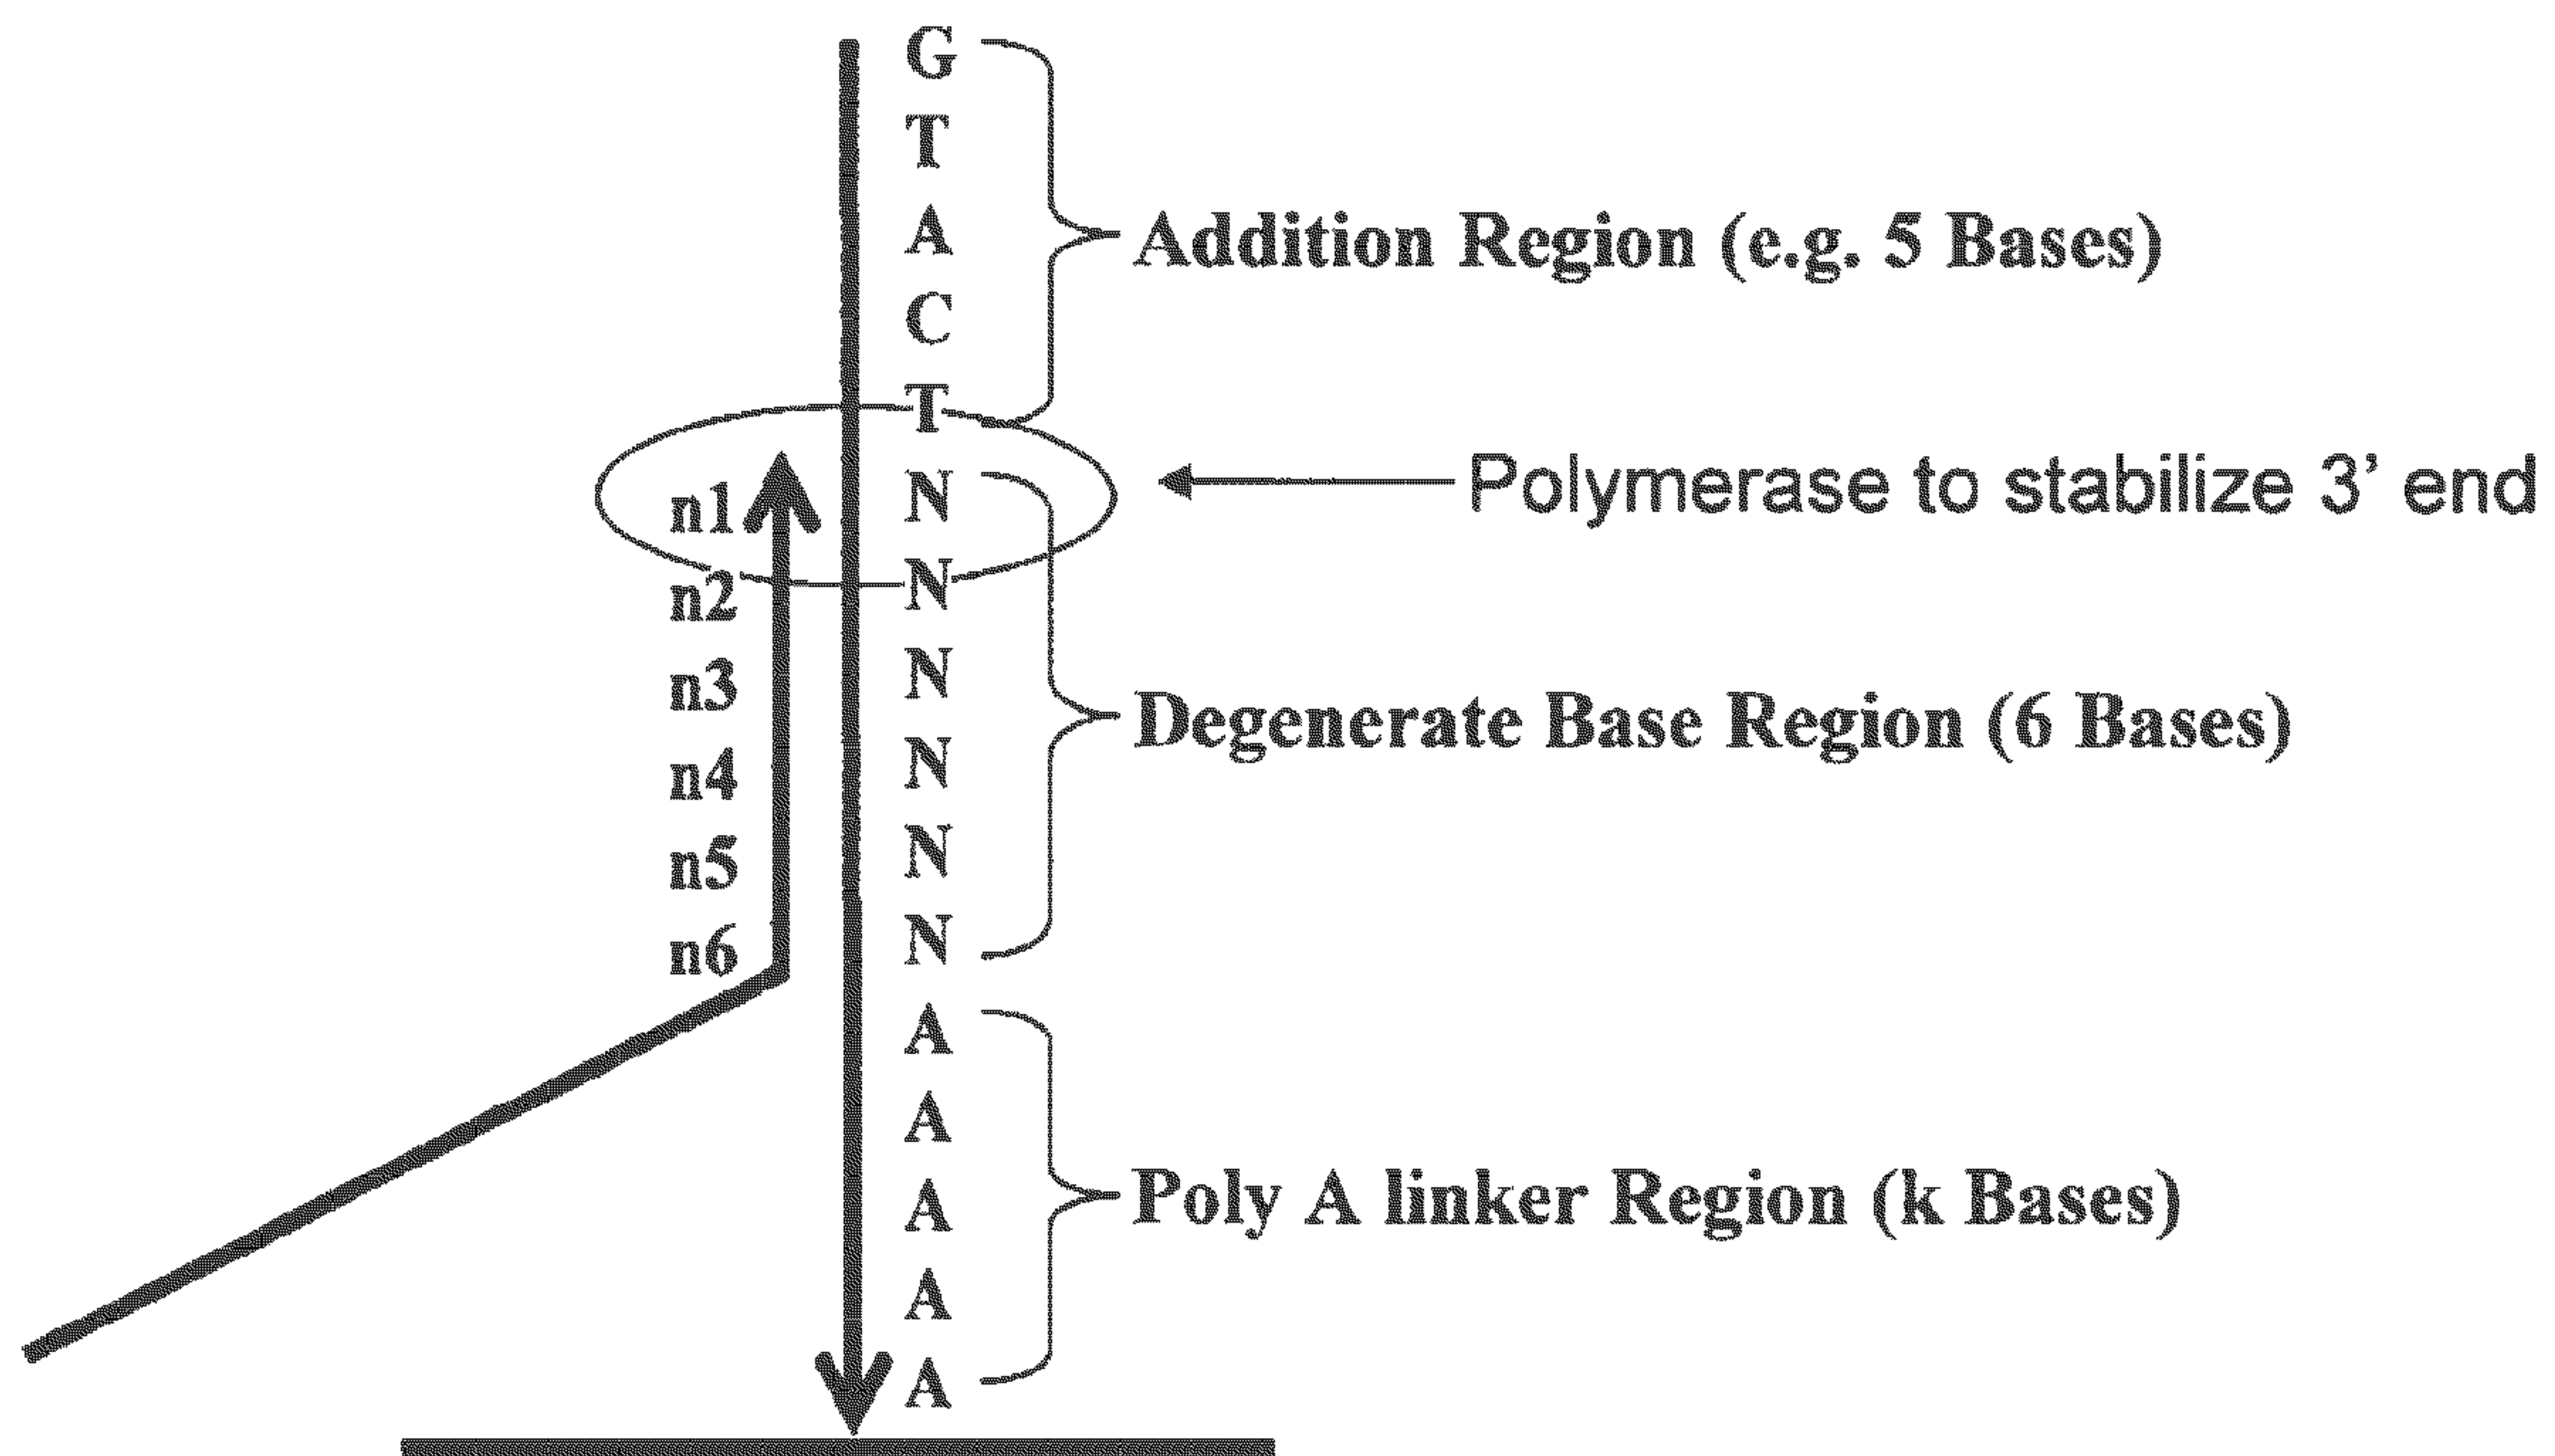 G
T
A
Addition Region (e.g. 5 Bases)
C
T
n1
N
Polymerase to stabilize 3’ end
n2
N
n3
N
Degenerate Base Region (6 Bases)
n4
N
n5
N
n6
N
A
A
A
Poly A linker Region (k Bases)
A
A